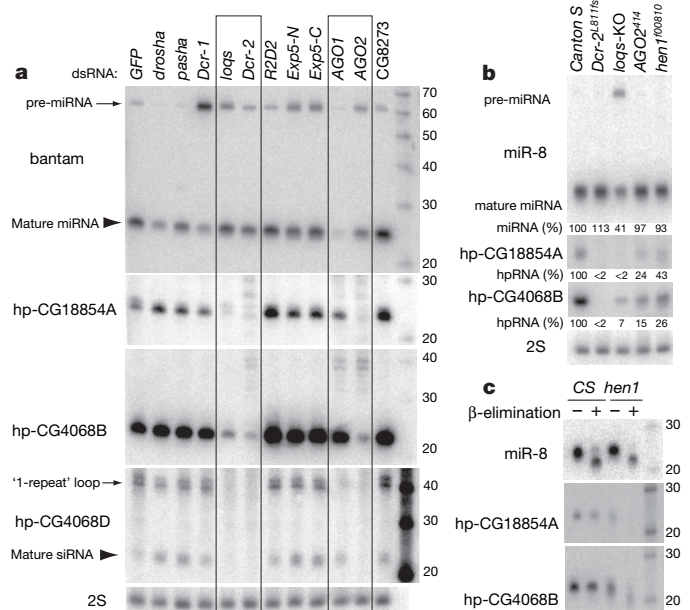 a
dsRNA: GFP drosha pasha Dcr-1 loqs Dcr-2 R2D2 Exp5-N Exp5-C AGO1 AGO2 CG8273
pre-miRNA
70
60
50
bantam
40
30
Mature miRNA
20
30
hp-CG18854A
20
40
30
hp-CG4068B
20
'1-repeat' loop
40
hp-CG4068D
30
Mature siRNA
20
2S
b
Canton S Dcr-2L811fs loqs-KO AGO2414 hen1f00810
pre-miRNA
miR-8
mature miRNA
miRNA (%) 100 113 41 97 93
hp-CG18854A
hpRNA (%) 100 <2 <2 24 43
hp-CG4068B
hpRNA (%) 100 <2 7 15 26
2S
c
CS hen1
β-elimination − + − +
30
miR-8
20
30
hp-CG18854A
20
30
hp-CG4068B
20